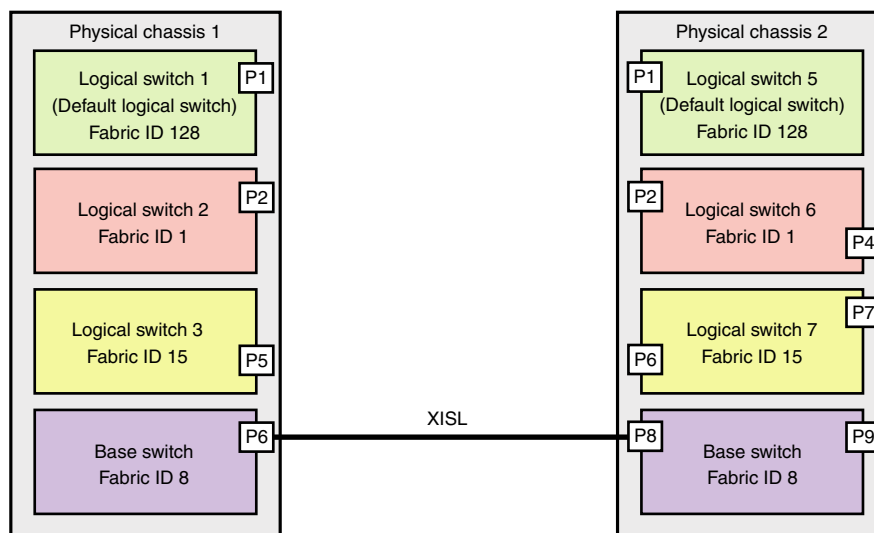 Physical chassis 1
Logical switch 1
(Default logical switch)
Fabric ID 128
P1
Logical switch 2
Fabric ID 1
P2
Logical switch 3
Fabric ID 15
P5
Base switch
Fabric ID 8
P6
XISL
Physical chassis 2
P1
Logical switch 5
(Default logical switch)
Fabric ID 128
P2
Logical switch 6
Fabric ID 1
P4
P7
Logical switch 7
Fabric ID 15
P6
P8
Base switch
Fabric ID 8
P9